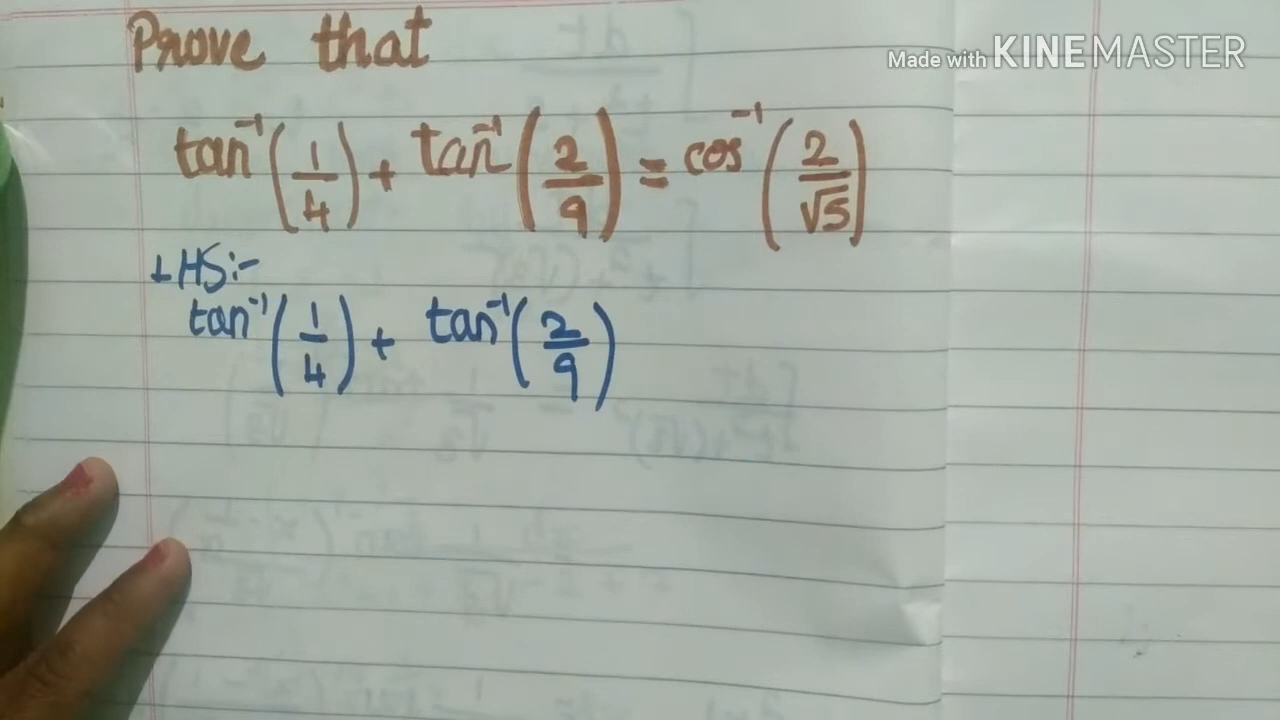 Prove that
Made with KINEMASTER
tan⁻¹(1/4) + tan⁻¹(2/9) = cos⁻¹(2/√5)
LHS:-
tan⁻¹(1/4) + tan⁻¹(2/9)